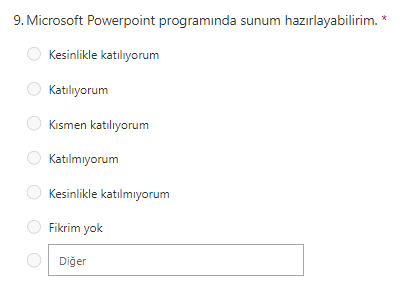 9. Microsoft Powerpoint programında sunum hazırlayabilirim. *
Kesinlikle katılıyorum
Katılıyorum
Kısmen katılıyorum
Katılmıyorum
Kesinlikle katılmıyorum
Fikrim yok
Diğer